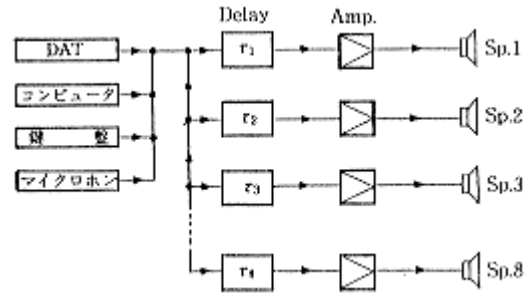 Delay Amp.
DAT τ₁ Sp.1
コンピュータ
τ₂ Sp.2
鍵 盤
マイクロホン τ₃ Sp.3
τ₄ Sp.8